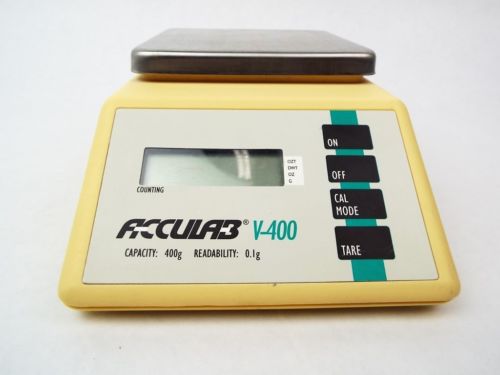 ON
OZT
DWT
OZ
G
OFF
COUNTING
CAL
MODE
ACCULAB® V-400
TARE
CAPACITY: 400g READABILITY: 0.1g